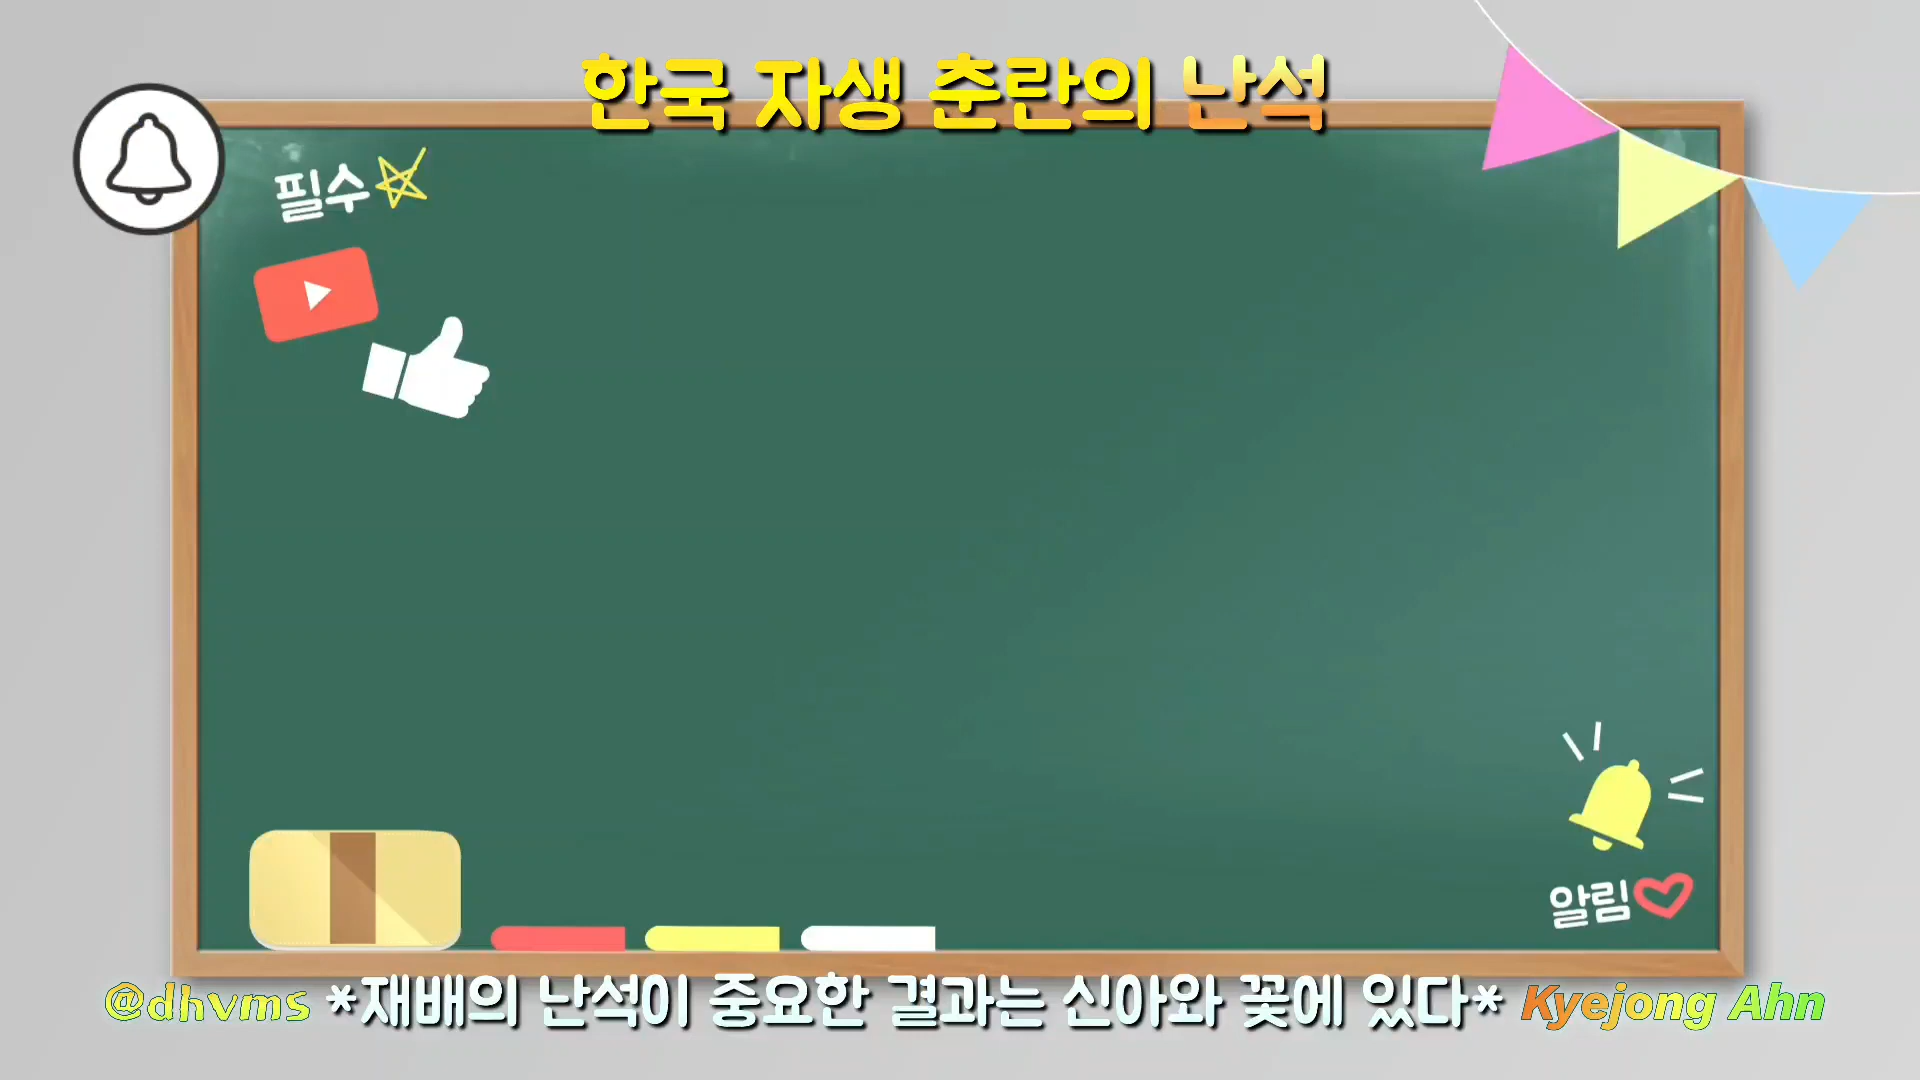 한국 자생 춘란의 난석
필수
알림
@dhvms *재배의 난석이 중요한 결과는 신아와 꽃에 있다* Kyejong Ahn